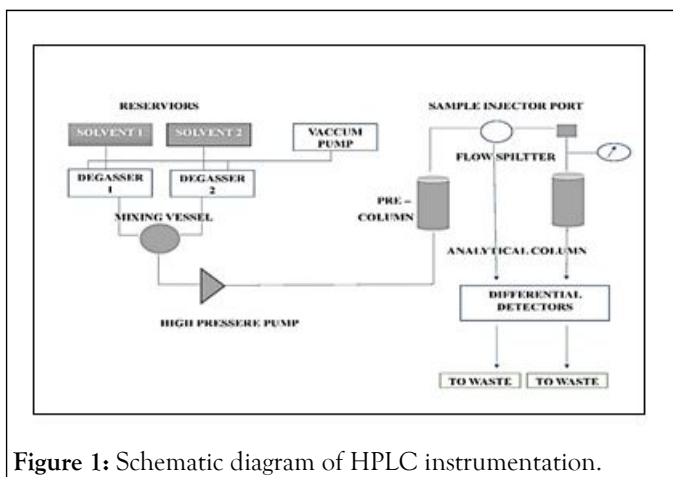 RESERVIORS
SAMPLE INJECTOR PORT
SOLVENT 1
SOLVENT 2
VACCUM
PUMP
FLOW SPILTTER
DEGASSER
1
DEGASSER
2
PRE –
COLUMN
MIXING VESSEL
ANALYTICAL COLUMN
DIFFERENTIAL
DETECTORS
HIGH PRESSERE PUMP
TO WASTE
TO WASTE
Figure 1: Schematic diagram of HPLC instrumentation.